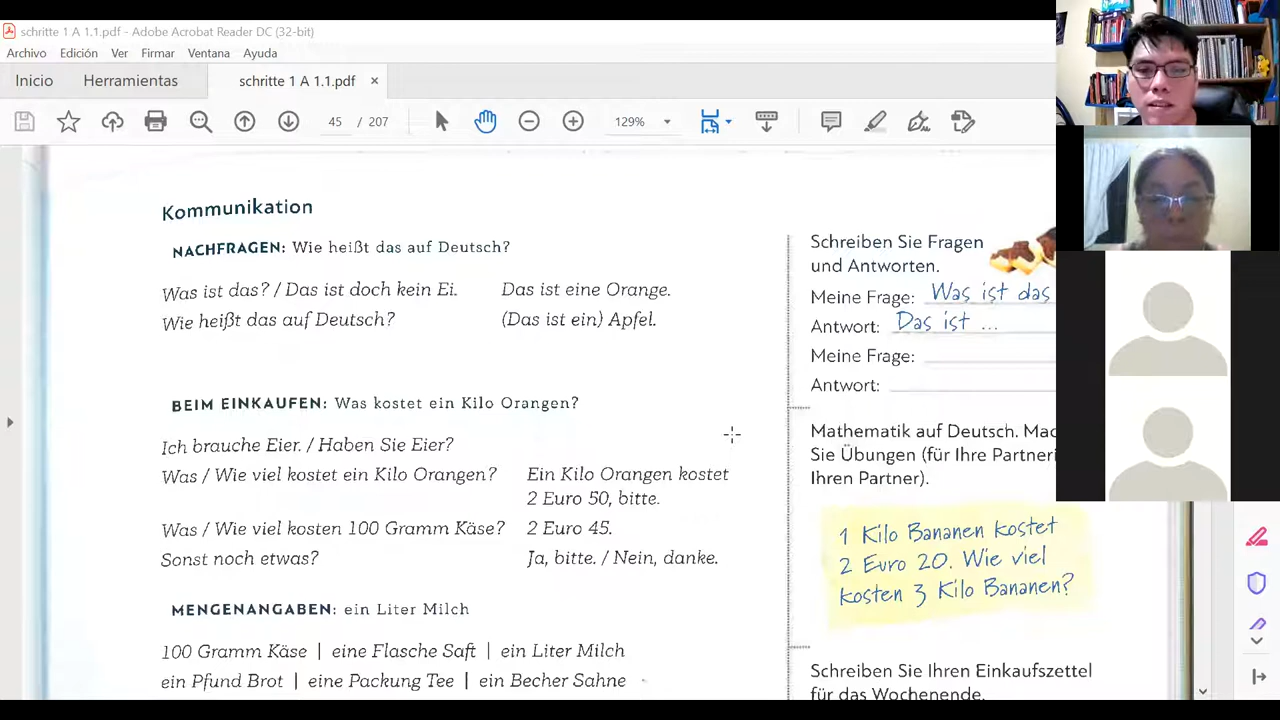 schritte 1 A 1.1.pdf - Adobe Acrobat Reader DC (32-bit)
Archivo Edición Ver Firmar Ventana Ayuda
Inicio Herramientas schritte 1 A 1.1.pdf ×
45 / 207 129%
Kommunikation
NACHFRAGEN: Wie heißt das auf Deutsch?
Was ist das? / Das ist doch kein Ei. Das ist eine Orange.
Wie heißt das auf Deutsch? (Das ist ein) Apfel.
BEIM EINKAUFEN: Was kostet ein Kilo Orangen?
Ich brauche Eier. / Haben Sie Eier?
Was / Wie viel kostet ein Kilo Orangen? Ein Kilo Orangen kostet
2 Euro 50, bitte.
Was / Wie viel kosten 100 Gramm Käse? 2 Euro 45.
Sonst noch etwas? Ja, bitte. / Nein, danke.
MENGENANGABEN: ein Liter Milch
100 Gramm Käse | eine Flasche Saft | ein Liter Milch
ein Pfund Brot | eine Packung Tee | ein Becher Sahne
Schreiben Sie Fragen
und Antworten.
Meine Frage: Was ist das
Antwort: Das ist ...
Meine Frage:
Antwort:
Mathematik auf Deutsch. Mac
Sie Übungen (für Ihre Partneri
Ihren Partner).
1 Kilo Bananen kostet
2 Euro 20. Wie viel
kosten 3 Kilo Bananen?
Schreiben Sie Ihren Einkaufszettel
für das Wochenende.